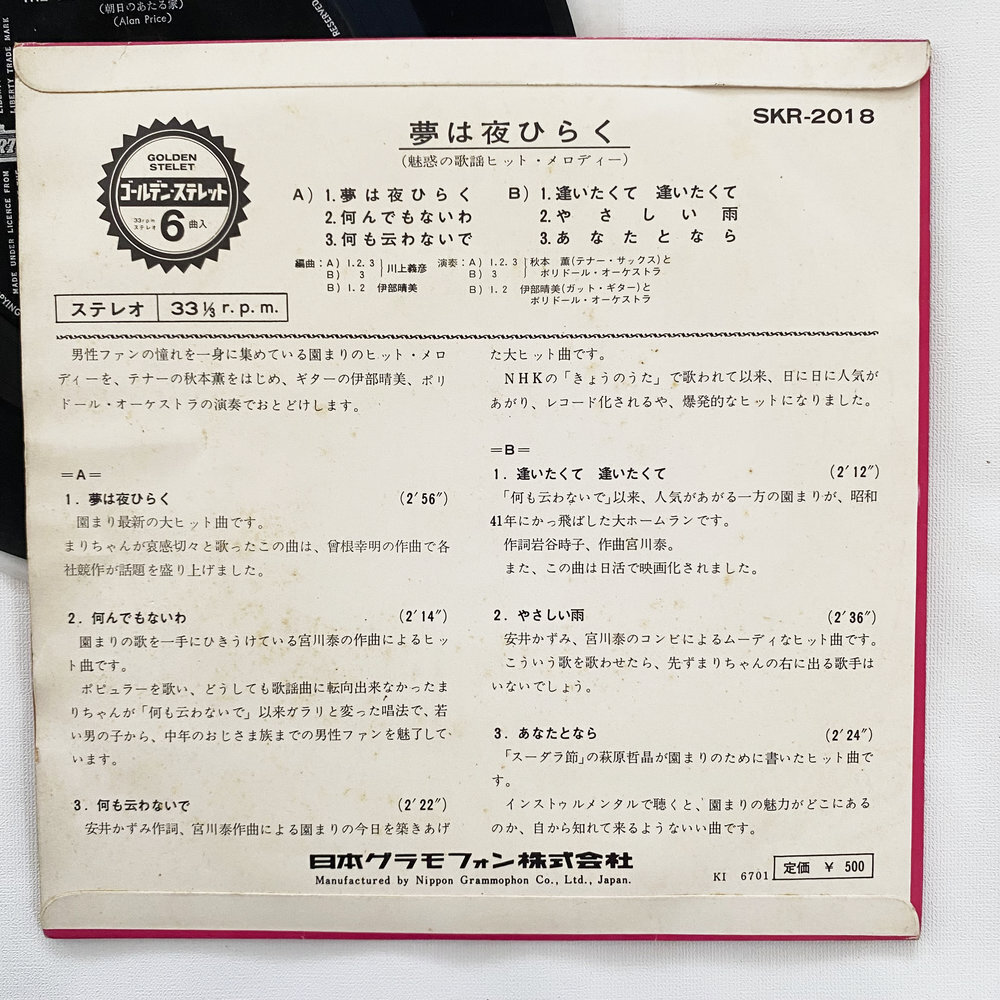 (朝日のあたる家)
(Alan Price)
RESERVED
LIBERTY TRADE MARK
MADE UNDER LICENCE FROM
SKR-2018
GOLDEN
STELET
ゴールデン・ステレット
33rpm
ステレオ
6曲入
夢は夜ひらく
(魅惑の歌謡ヒット・メロディー)
A) 1.夢は夜ひらく
2.何んでもないわ
3.何も云わないで
B) 1.逢いたくて 逢いたくて
2.やさしい雨
3.あなたとなら
編曲:A) 1.2.3
B) 3
川上義彦
B) 1.2 伊部晴美
演奏:A) 1.2.3
B) 3
秋本 薫(テナー・サックス)と
ポリドール・オーケストラ
B) 1.2 伊部晴美(ガット・ギター)と
ポリドール・オーケストラ
ステレオ 33⅓ r.p.m.
男性ファンの憧れを一身に集めている園まりのヒット・メロ
ディーを、テナーの秋本薫をはじめ、ギターの伊部晴美、ポリ
ドール・オーケストラの演奏でおとどけします。
=A=
1. 夢は夜ひらく (2′56″)
園まり最新の大ヒット曲です。
まりちゃんが哀感切々と歌ったこの曲は、曽根幸明の作曲で各
社競作が話題を盛り上げました。
2. 何んでもないわ (2′14″)
園まりの歌を一手にひきうけている宮川泰の作曲によるヒッ
ト曲です。
ポピュラーを歌い、どうしても歌謡曲に転向出来なかったま
りちゃんが「何も云わないで」以来ガラリと変った唱法で、若
い男の子から、中年のおじさま族までの男性ファンを魅了して
います。
3. 何も云わないで (2′22″)
安井かずみ作詞、宮川泰作曲による園まりの今日を築きあげ
た大ヒット曲です。
NHKの「きょうのうた」で歌われて以来、日に日に人気が
あがり、レコード化されるや、爆発的なヒットになりました。
=B=
1. 逢いたくて 逢いたくて (2′12″)
「何も云わないで」以来、人気があがる一方の園まりが、昭和
41年にかっ飛ばした大ホームランです。
作詞岩谷時子、作曲宮川泰。
また、この曲は日活で映画化されました。
2. やさしい雨 (2′36″)
安井かずみ、宮川泰のコンビによるムーディなヒット曲です。
こういう歌を歌わせたら、先ずまりちゃんの右に出る歌手は
いないでしょう。
3. あなたとなら (2′24″)
「スーダラ節」の萩原哲晶が園まりのために書いたヒット曲で
す。
インストゥルメンタルで聴くと、園まりの魅力がどこにある
のか、自から知れて来るようないい曲です。
日本グラモフォン株式会社
Manufactured by Nippon Grammophon Co., Ltd., Japan.
KI 6701
定価 ￥ 500